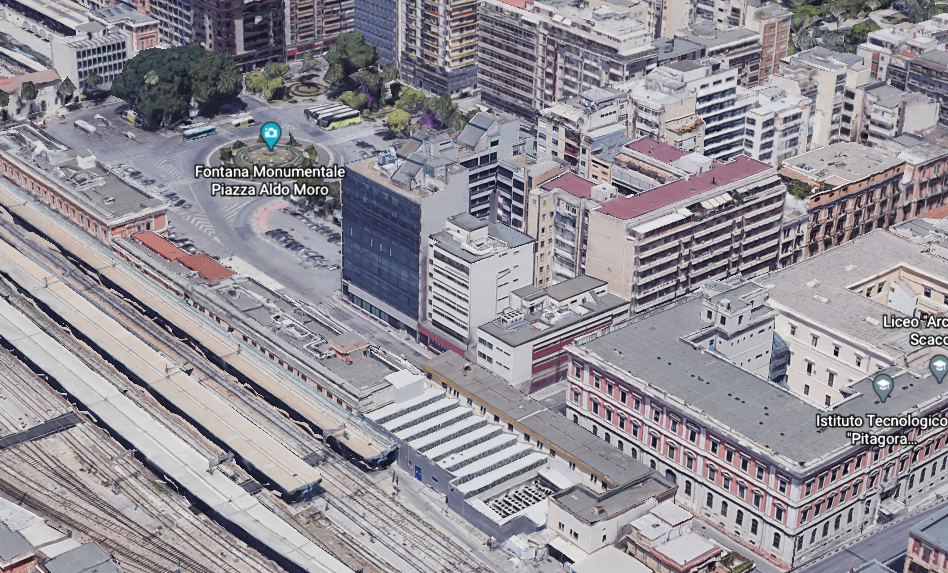 Fontana Monumentale
Piazza Aldo Moro
Liceo "Arc
Scacc
Istituto Tecnologico
"Pitagora...